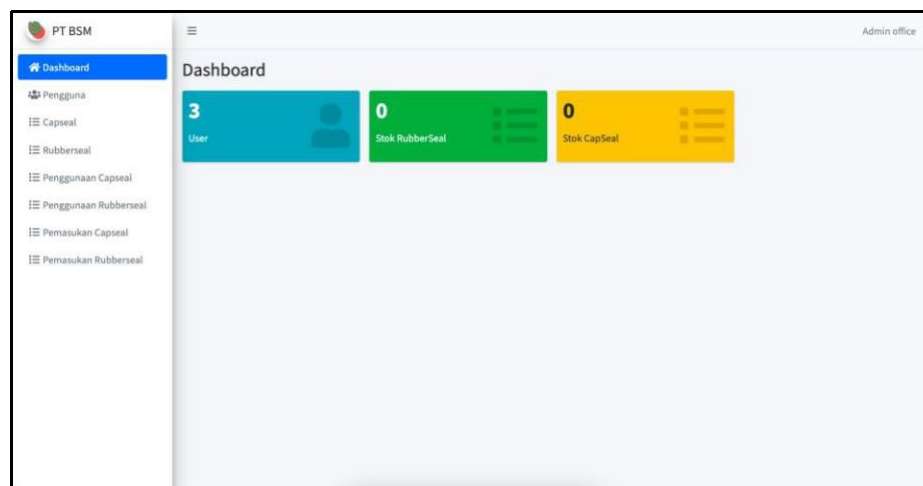 PT BSM
Admin office
Dashboard
Pengguna
Capseal
Rubberseal
Penggunaan Capseal
Penggunaan Rubberseal
Pemasukan Capseal
Pemasukan Rubberseal
Dashboard
3
User
0
Stok RubberSeal
0
Stok CapSeal